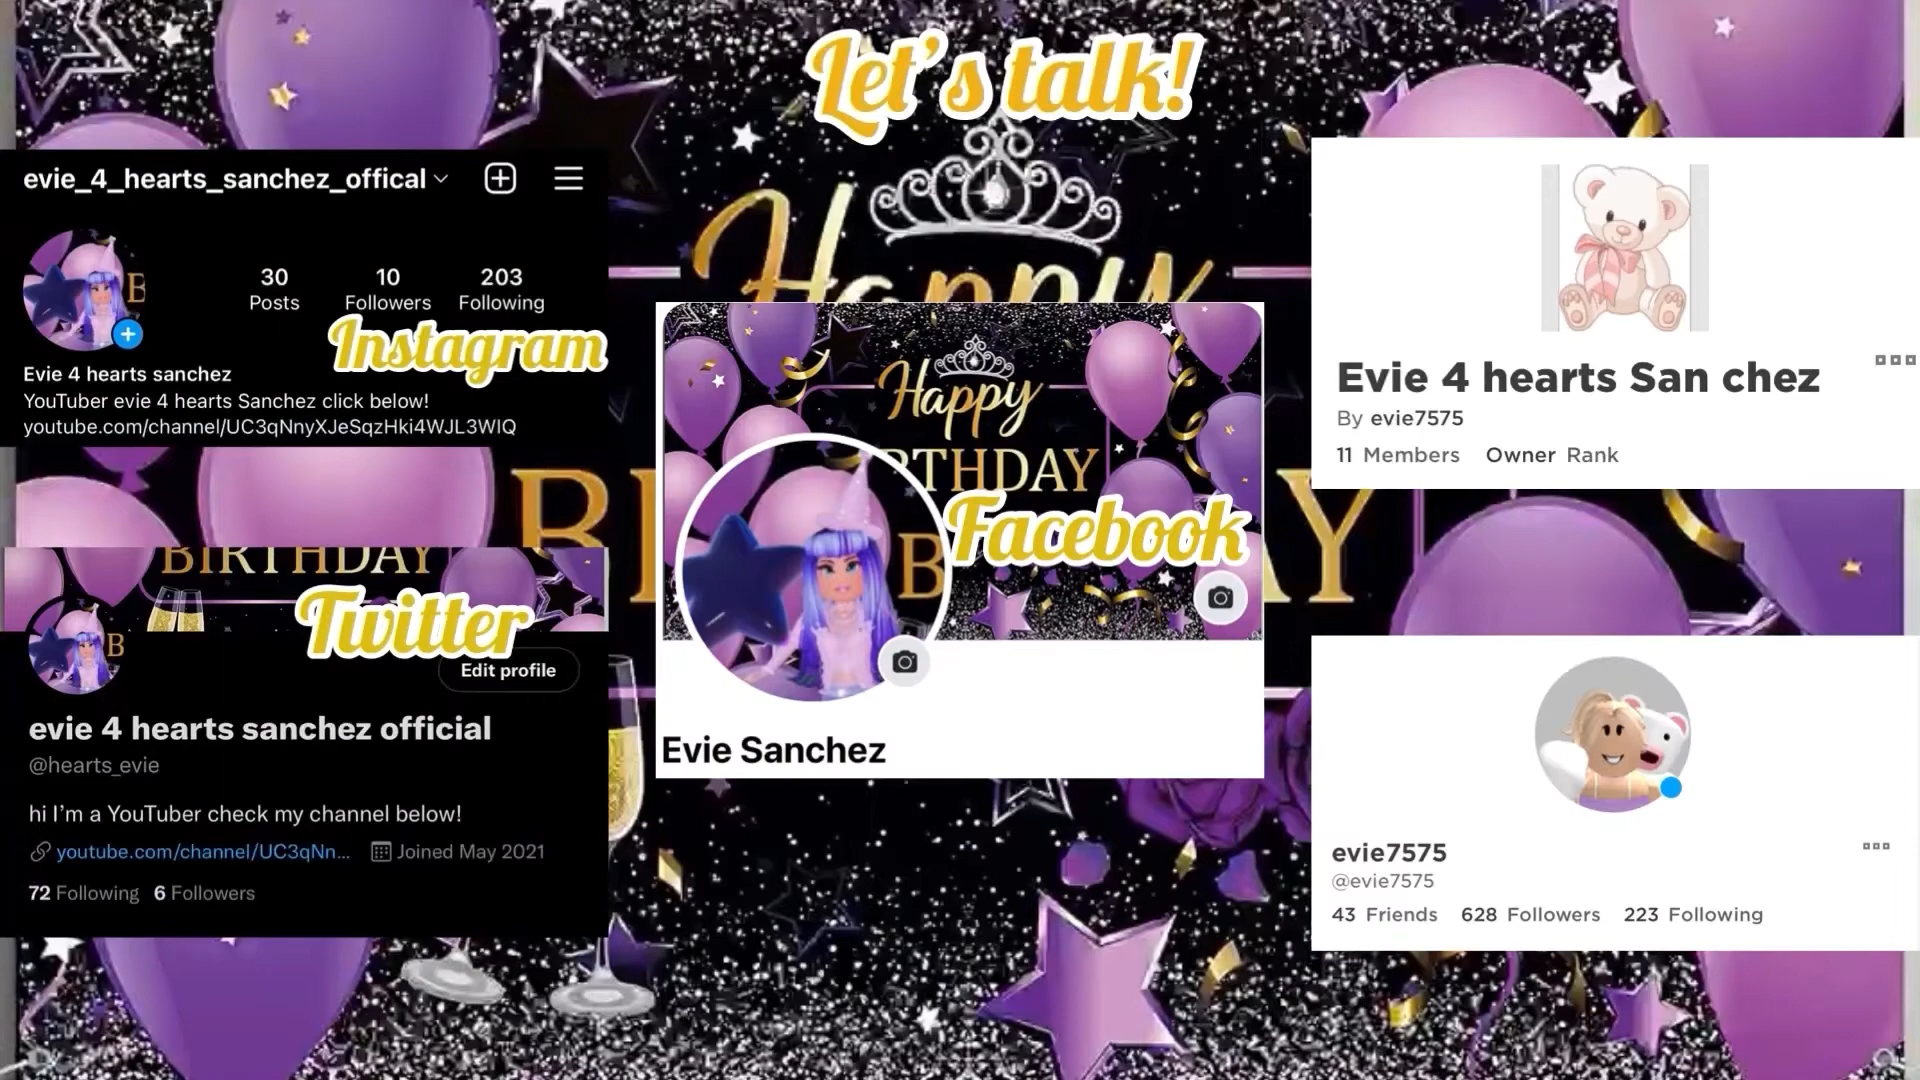 Let's talk!
evie_4_hearts_sanchez_offical
30 10 203
Posts Followers Following
Instagram
Evie 4 hearts sanchez
YouTuber evie 4 hearts Sanchez click below!
youtube.com/channel/UC3qNnyXJeSqzHki4WJL3WIQ
BIRTHDAY
Twitter
B
Edit profile
evie 4 hearts sanchez official
@hearts_evie
hi I'm a YouTuber check my channel below!
youtube.com/channel/UC3qNn... Joined May 2021
72 Following 6 Followers
Happy
Happy
RTHDAY
Facebook
B
Evie Sanchez
Evie 4 hearts San chez
By evie7575
11 Members Owner Rank
evie7575
@evie7575
43 Friends 628 Followers 223 Following